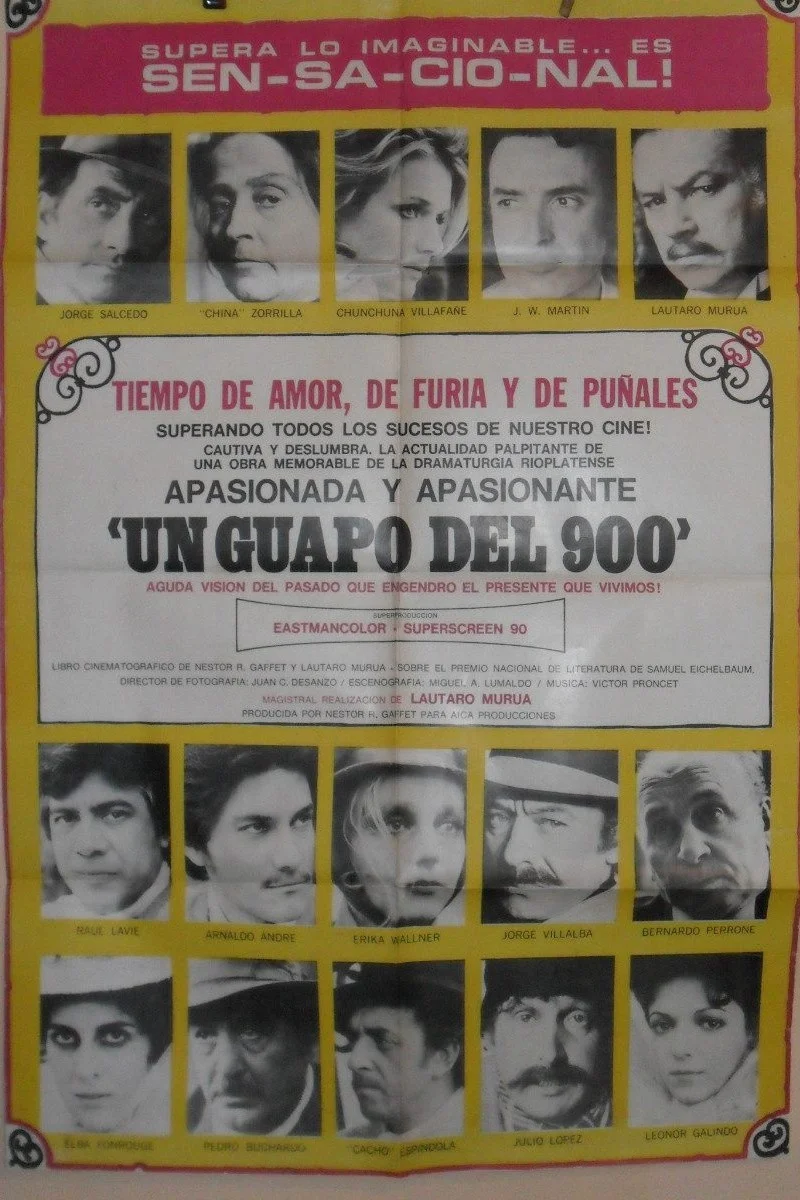 SUPERA LO IMAGINABLE... ES
SEN-SA-CIO-NAL!
JORGE SALCEDO
"CHINA" ZORRILLA
CHUNCHUNA VILLAFAÑE
J. W. MARTIN
LAUTARO MURUA
TIEMPO DE AMOR, DE FURIA Y DE PUÑALES
SUPERANDO TODOS LOS SUCESOS DE NUESTRO CINE!
CAUTIVA Y DESLUMBRA. LA ACTUALIDAD PALPITANTE DE
UNA OBRA MEMORABLE DE LA DRAMATURGIA RIOPLATENSE
APASIONADA Y APASIONANTE
'UN GUAPO DEL 900'
AGUDA VISION DEL PASADO QUE ENGENDRO EL PRESENTE QUE VIVIMOS!
SUPERPRODUCCION
EASTMANCOLOR - SUPERSCREEN 90
LIBRO CINEMATOGRAFICO DE NESTOR R. GAFFET Y LAUTARO MURUA - SOBRE EL PREMIO NACIONAL DE LITERATURA DE SAMUEL EICHELBAUM.
DIRECTOR DE FOTOGRAFIA: JUAN C. DESANZO / ESCENOGRAFIA: MIGUEL A. LUMALDO / MUSICA: VICTOR PRONCET
MAGISTRAL REALIZACION DE LAUTARO MURUA
PRODUCIDA POR NESTOR R. GAFFET PARA AICA PRODUCCIONES
RAUL LAVIE
ARNALDO ANDRE
ERIKA WALLNER
JORGE VILLALBA
BERNARDO PERRONE
ELBA FONROUGE
PEDRO BUCHARDO
"CACHO" ESPINDOLA
JULIO LOPEZ
LEONOR GALINDO